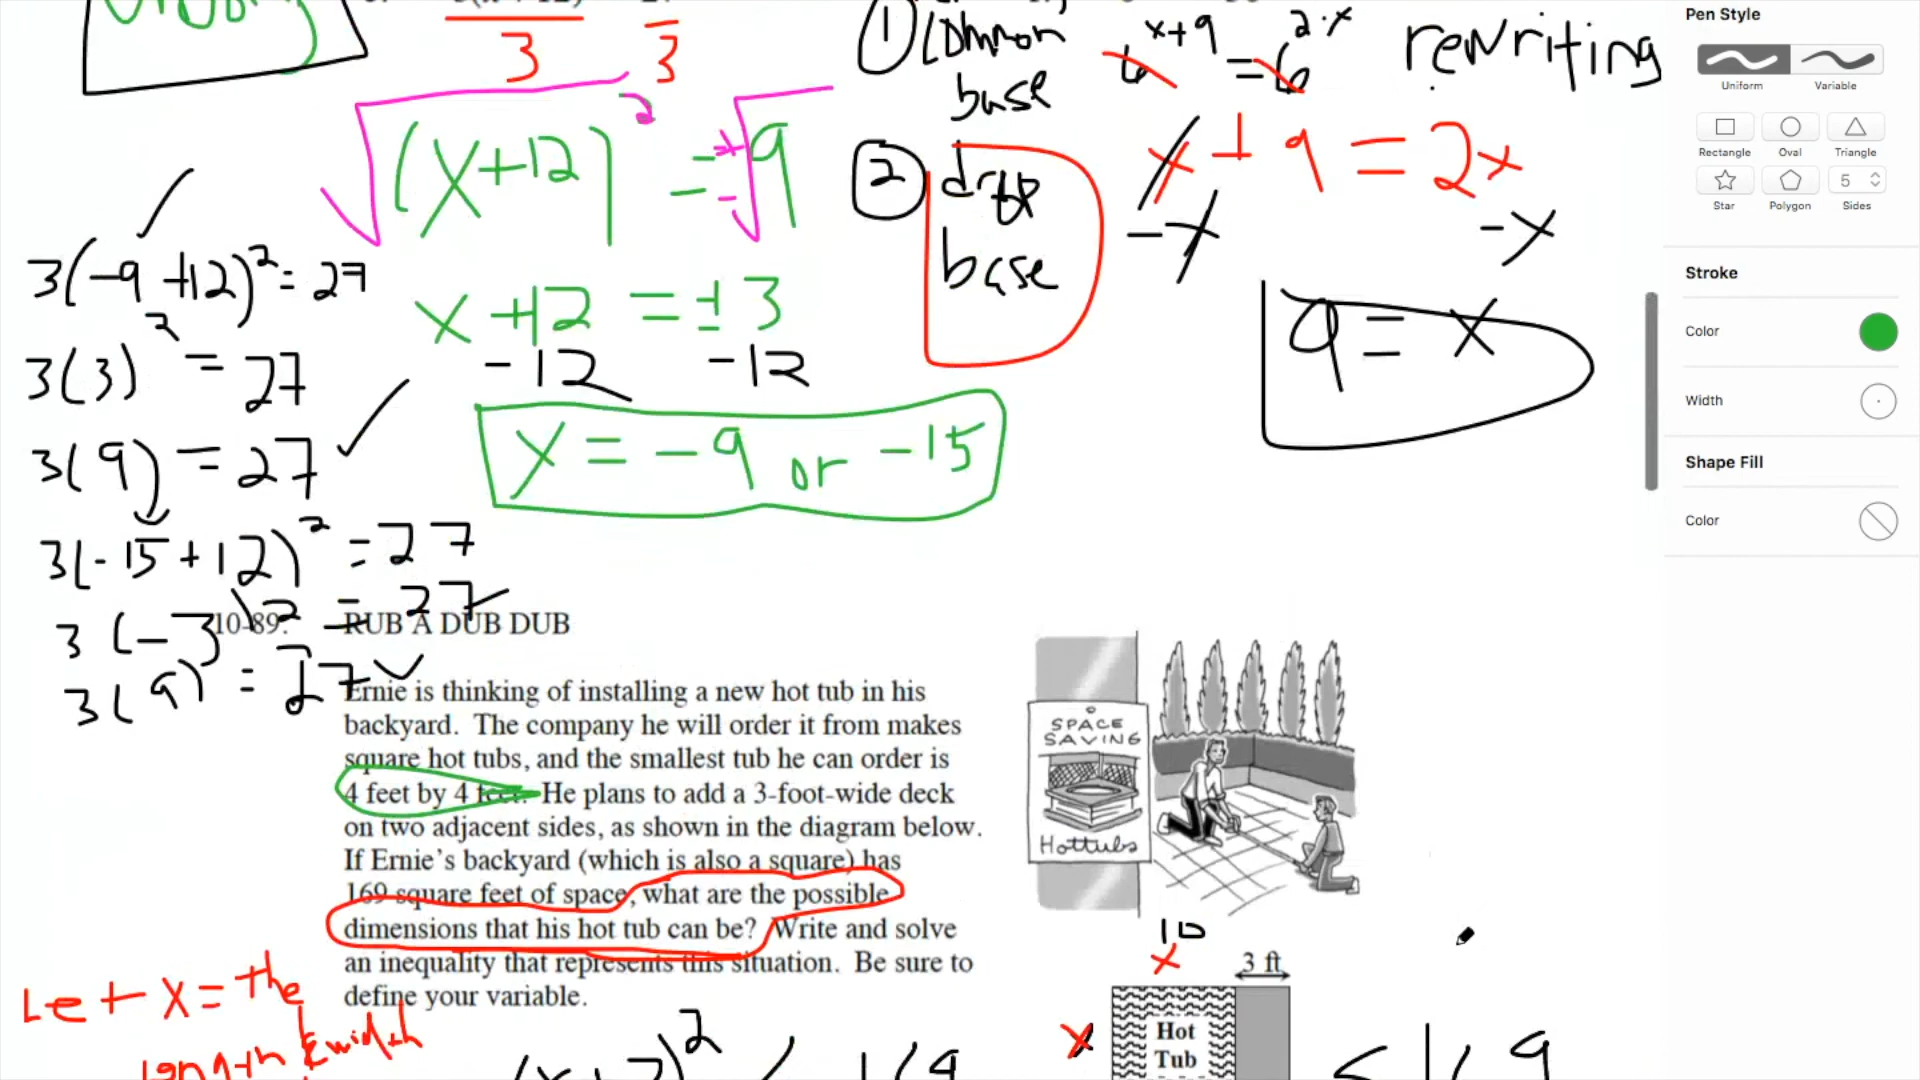 3 3
√(x+12)² = ±√9
x+12 = ±3
-12 -12
x = -9 or -15
3(-9+12)² = 27
3(3)² = 27
3(9) = 27
3(-15+12)² = 27
3(-3)² = 27
3(9) = 27
① Common
base
② drop
base
6^x+9 = 6^2·x
rewriting
x + 9 = 2x
-x -x
9 = x
10-89. RUB A DUB DUB
Ernie is thinking of installing a new hot tub in his
backyard. The company he will order it from makes
square hot tubs, and the smallest tub he can order is
4 feet by 4 feet. He plans to add a 3-foot-wide deck
on two adjacent sides, as shown in the diagram below.
If Ernie's backyard (which is also a square) has
169 square feet of space, what are the possible
dimensions that his hot tub can be? Write and solve
an inequality that represents this situation. Be sure to
define your variable.
SPACE
SAVING
Hottubs
10
x
3 ft
x
Hot
Tub
Let x = the
length & width
Pen Style
Uniform Variable
Rectangle Oval Triangle
5
Star Polygon Sides
Stroke
Color
Width
Shape Fill
Color